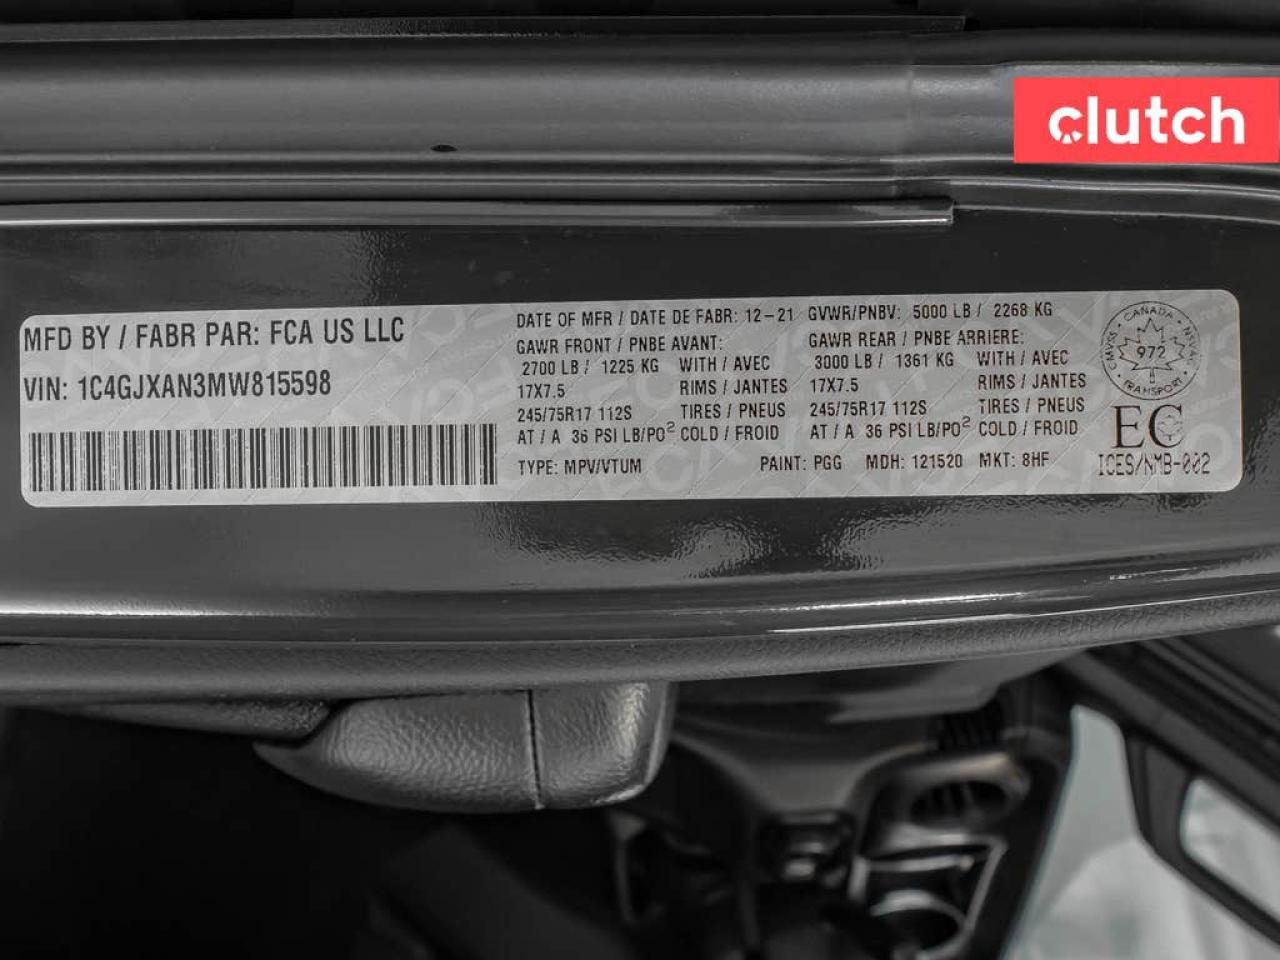 clutch
MFD BY / FABR PAR: FCA US LLC
VIN: 1C4GJXAN3MW815598
DATE OF MFR / DATE DE FABR: 12-21 GVWR/PNBV: 5000 LB / 2268 KG
GAWR FRONT / PNBE AVANT: GAWR REAR / PNBE ARRIERE:
2700 LB / 1225 KG WITH / AVEC 3000 LB / 1361 KG WITH / AVEC
17X7.5 RIMS / JANTES 17X7.5 RIMS / JANTES
245/75R17 112S TIRES / PNEUS 245/75R17 112S TIRES / PNEUS
AT / A 36 PSI LB/PO² COLD / FROID AT / A 36 PSI LB/PO² COLD / FROID
TYPE: MPV/VTUM PAINT: PGG MDH: 121520 MKT: 8HF
CANADA
CMVSS 972 NSVAC
TRANSPORT
EC
ICES/NMB-002